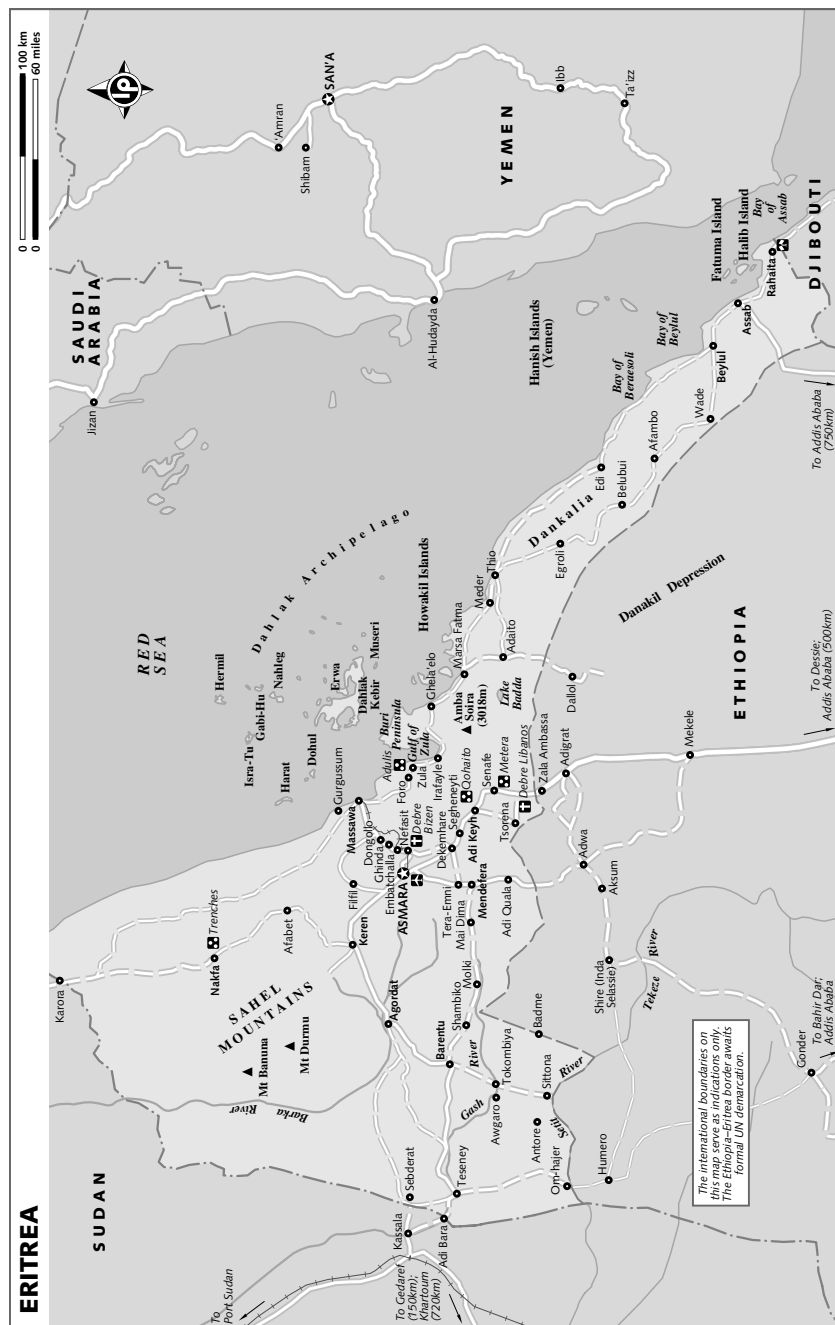 ERITREA
0 100 km
0 60 miles
lp
SUDAN
SAUDI
ARABIA
RED
SEA
YEMEN
ETHIOPIA
DJIBOUTI
To
Port Sudan
To Gedaref
(150km);
Khartoum
(720km)
Kassala
Adi Bara
Sebderat
Teseney
Karora
Nakfa
Trenches
Afabet
SAHEL
MOUNTAINS
Mt Banuna
Mt Durmu
Barka
River
Agordat
Keren
Filfil
Gurgussum
Massawa
Dongollo
Ghinda
Embatchalla
Nefasit
Debre
Bizen
ASMARA
Adulis
Foro
Zula
Irafayle
Buri
Peninsula
Gulf of
Zula
Ghela'elo
Dekemhare
Segheneyti
Qohaito
Adi Keyh
Senafe
Metera
Tsorena
Debre Libanos
Zala Ambassa
Tera-Emni
Mai Dima
Mendefera
Adi Quala
Molki
Shambiko
Barentu
Gash
River
Tokombiya
Awgaro
Antore
Sittona
Badme
Setit
River
Om-hajer
Humero
Amba
Soira
(3018m)
Marsa Fatma
Lake
Badda
Adaito
Meder
Thio
Dallol
Dankalia
Egroli
Edi
Belubui
Afambo
Wade
Beylul
Assab
Rahaita
Bay of
Beraesoli
Bay of
Beylul
Fatuma Island
Halib Island
Bay
of
Assab
Hanish Islands
(Yemen)
Howakil Islands
Dahlak Archipelago
Hermil
Isra-Tu
Gabi-Hu
Nahleg
Harat
Dohul
Erwa
Dahlak
Kebir
Museri
Jizan
'Amran
Shibam
SAN'A
Al-Hudayda
Ibb
Ta'izz
Danakil Depression
Adigrat
Adwa
Aksum
Mekele
Shire (Inda
Selassie)
Tekeze
River
Gonder
To Bahir Dar;
Addis Ababa
To Dessie;
Addis Ababa (500km)
To Addis Ababa
(750km)
The international boundaries on
this map serve as indications only.
The Ethiopia–Eritrea border awaits
formal UN demarcation.